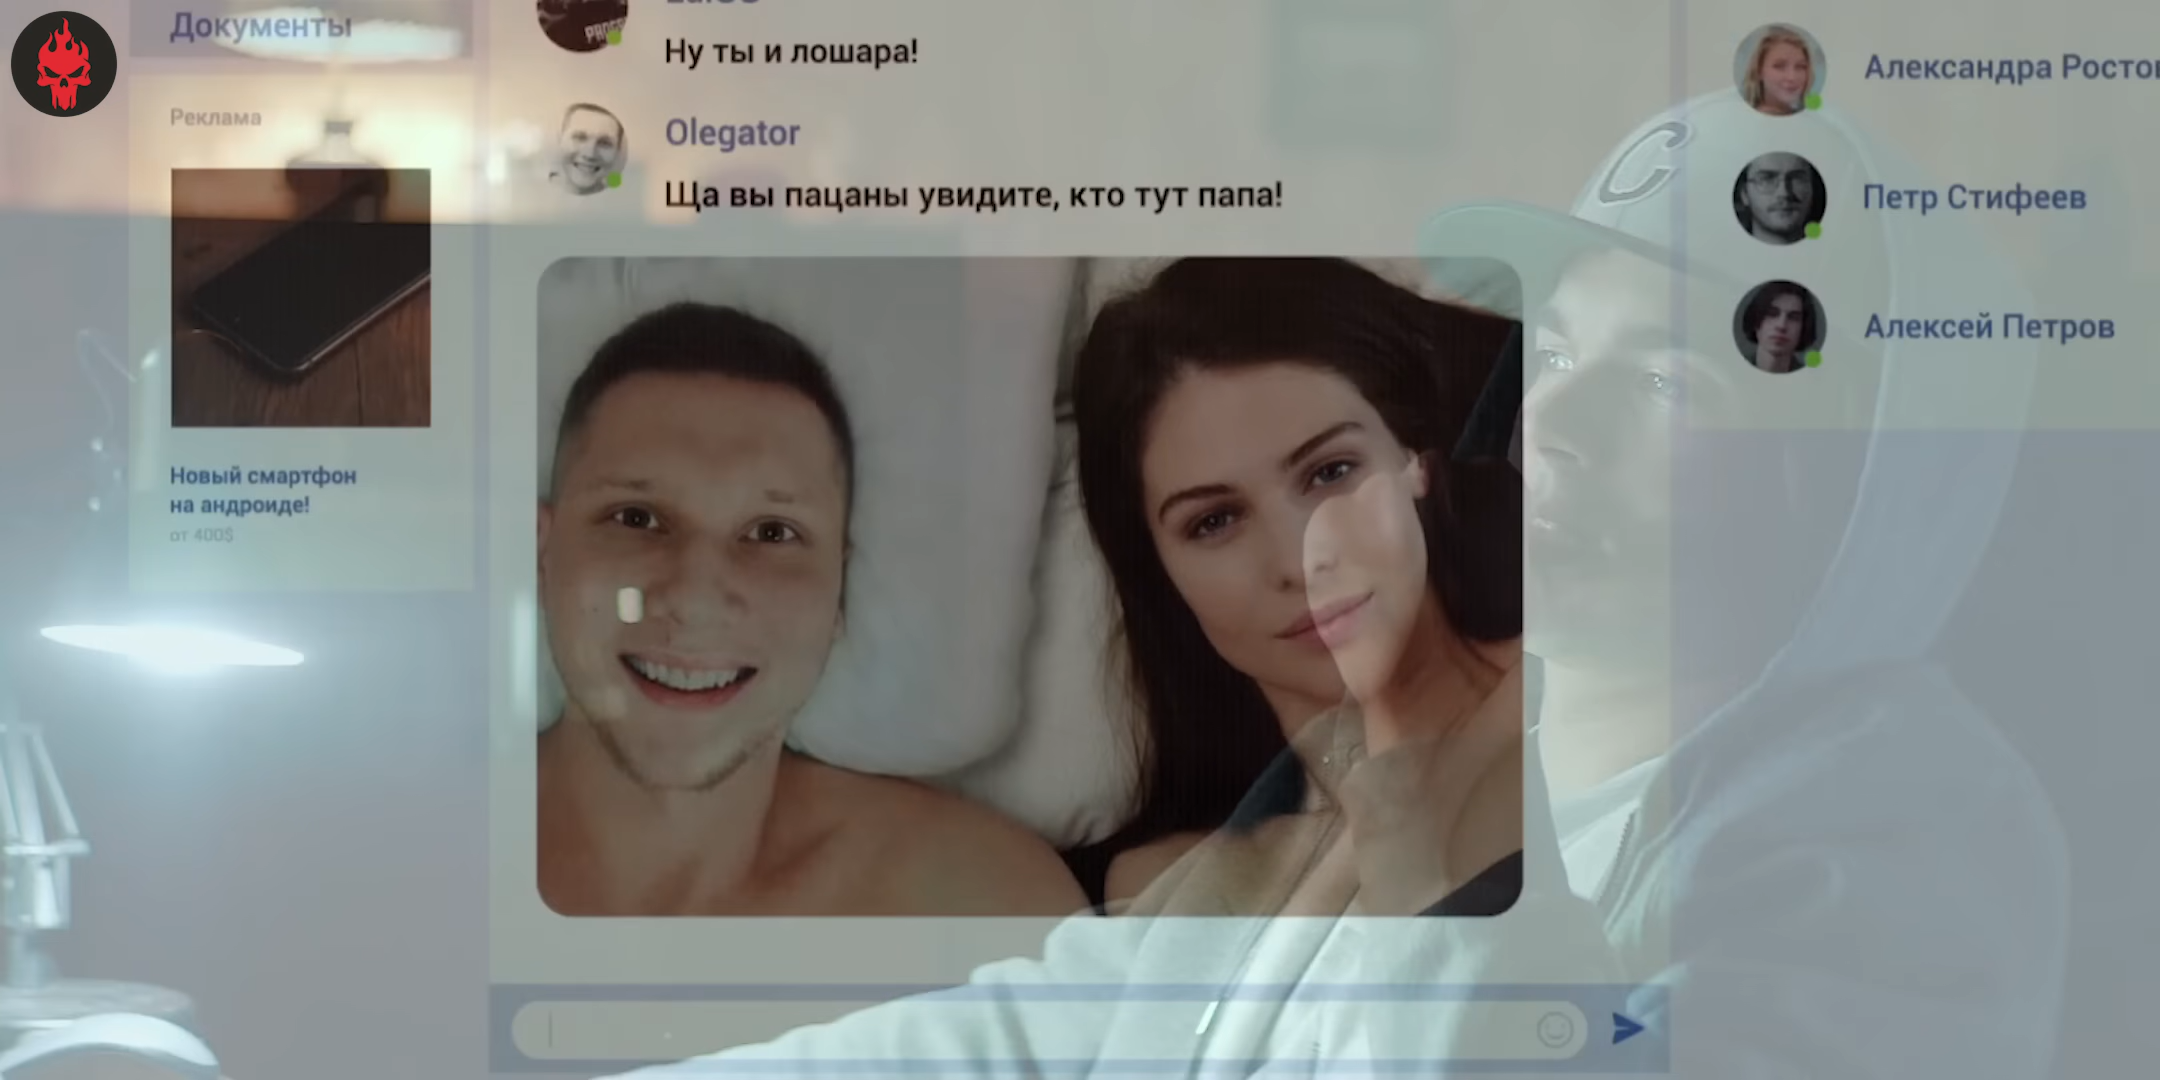 Документы
Реклама
Новый смартфон
на андроиде!
от 400$
Ну ты и лошара!
Olegator
Ща вы пацаны увидите, кто тут папа!
Александра
Петр Стифеев
Алексей Петров
C